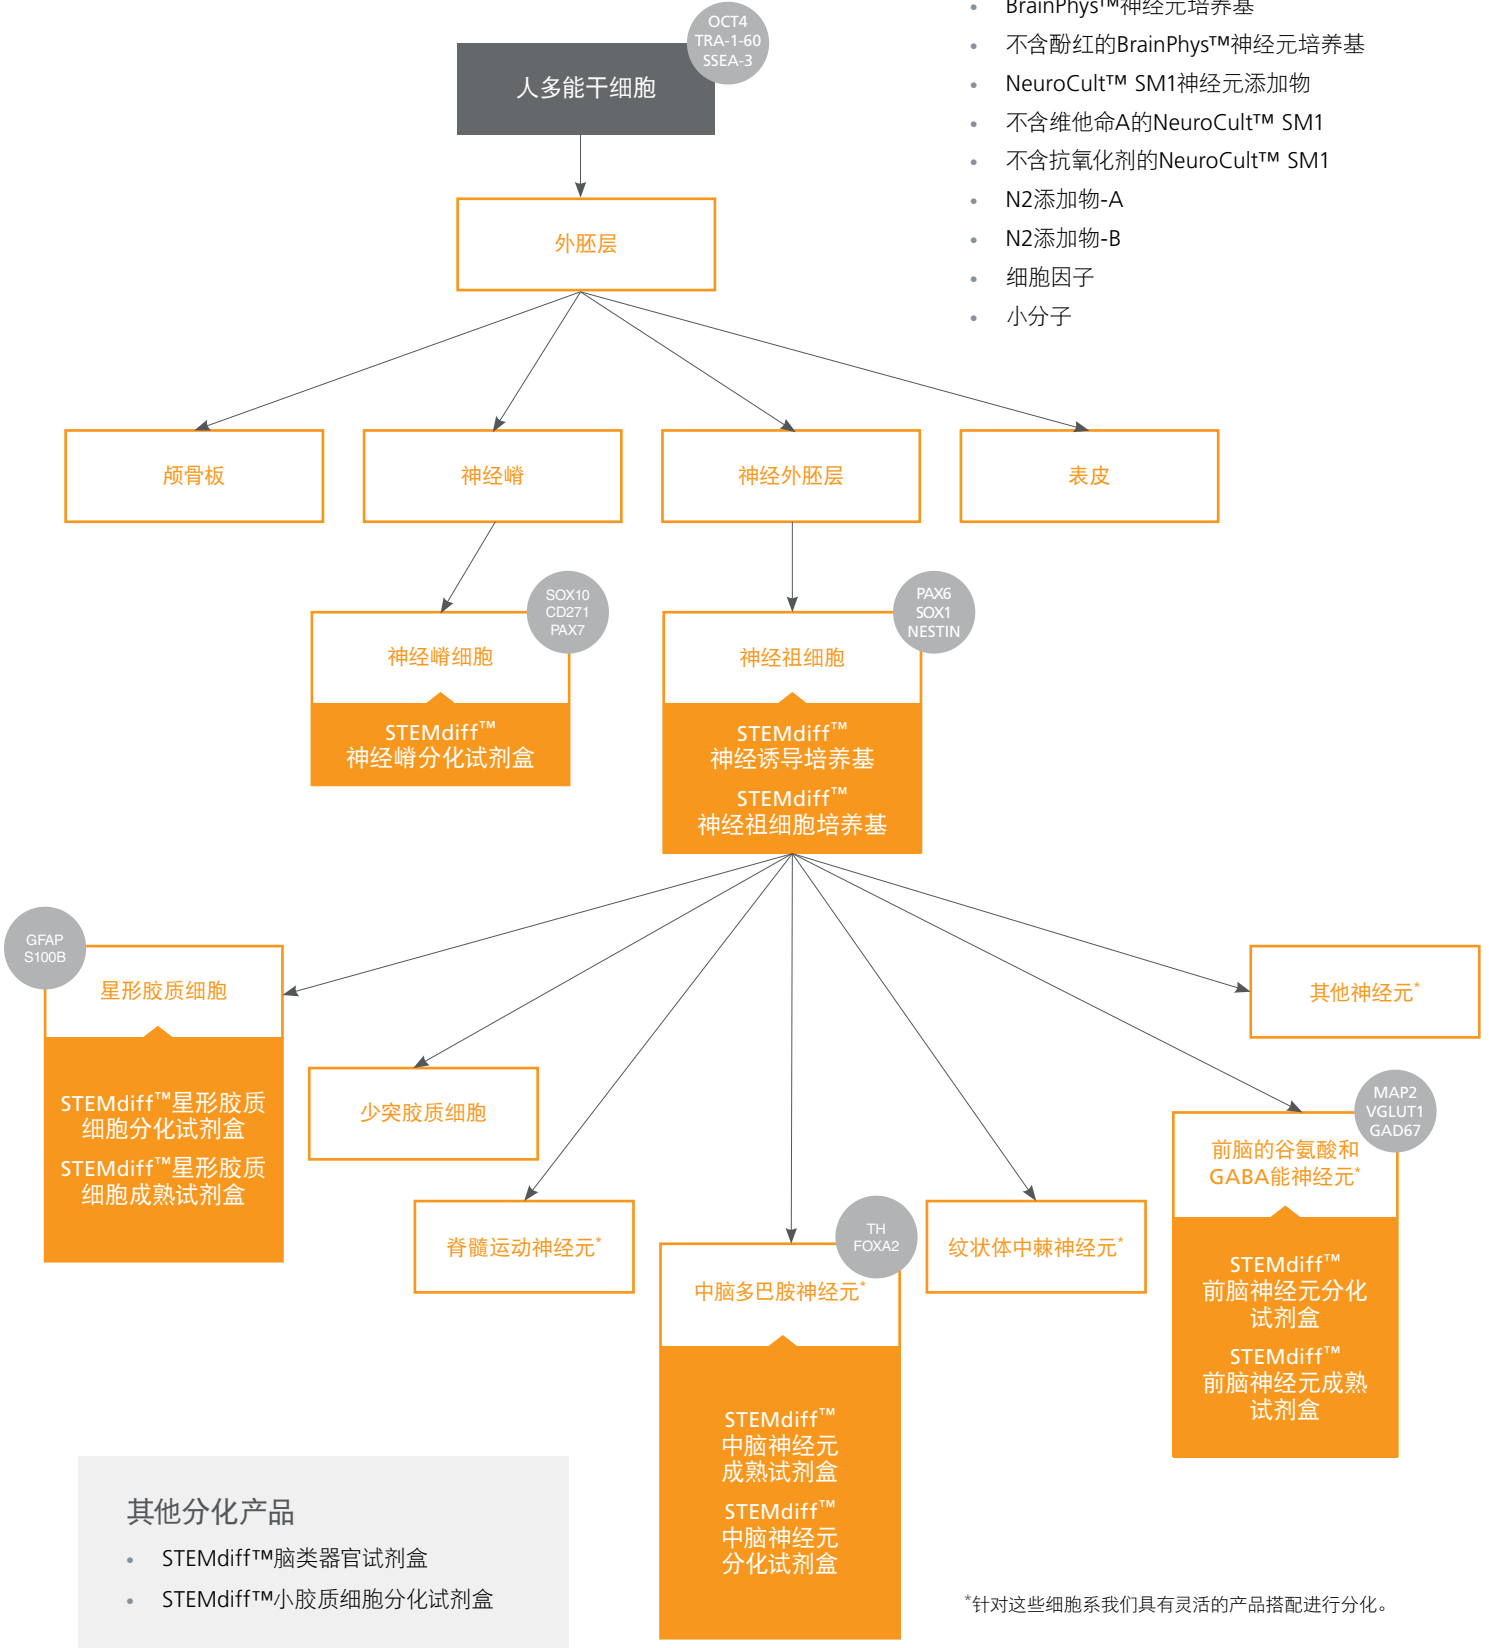 BrainPhys™神经元培养基
不含酚红的BrainPhys™神经元培养基
NeuroCult™ SM1神经元添加物
不含维他命A的NeuroCult™ SM1
不含抗氧化剂的NeuroCult™ SM1
N2添加物-A
N2添加物-B
细胞因子
小分子
OCT4
TRA-1-60
SSEA-3
人多能干细胞
外胚层
颅骨板
神经嵴
神经外胚层
表皮
SOX10
CD271
PAX7
神经嵴细胞
STEMdiff™
神经嵴分化试剂盒
PAX6
SOX1
NESTIN
神经祖细胞
STEMdiff™
神经诱导培养基
STEMdiff™
神经祖细胞培养基
GFAP
S100B
星形胶质细胞
STEMdiff™星形胶质
细胞分化试剂盒
STEMdiff™星形胶质
细胞成熟试剂盒
少突胶质细胞
脊髓运动神经元*
TH
FOXA2
中脑多巴胺神经元*
STEMdiff™
中脑神经元
成熟试剂盒
STEMdiff™
中脑神经元
分化试剂盒
纹状体中棘神经元*
其他神经元*
MAP2
VGLUT1
GAD67
前脑的谷氨酸和
GABA能神经元*
STEMdiff™
前脑神经元分化
试剂盒
STEMdiff™
前脑神经元成熟
试剂盒
其他分化产品
STEMdiff™脑类器官试剂盒
STEMdiff™小胶质细胞分化试剂盒
*针对这些细胞系我们具有灵活的产品搭配进行分化。